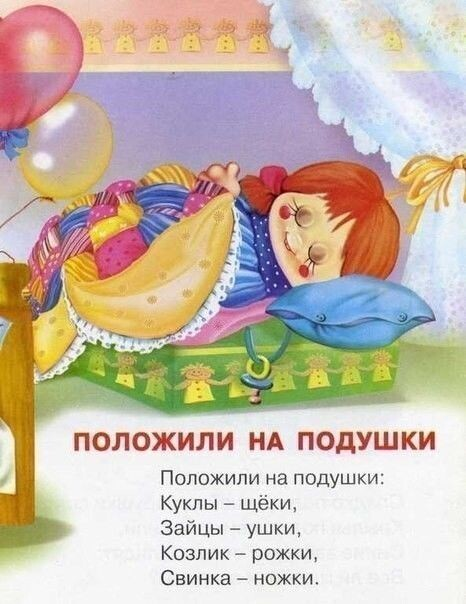 ПОЛОЖИЛИ НА ПОДУШКИ
Положили на подушки:
Куклы – щёки,
Зайцы – ушки,
Козлик – рожки,
Свинка – ножки.